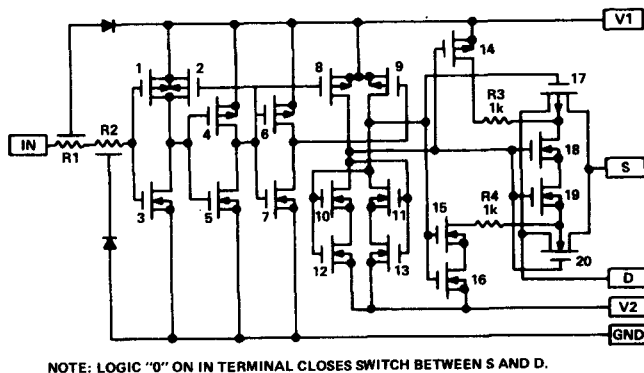 V1
14
1 2 8 9
17
R3
1k
4
6
R2
18
IN
R1
S
19
R4
1k
15
3 5 7 10 11
20
16
12 13
D
V2
GND
NOTE: LOGIC "0" ON IN TERMINAL CLOSES SWITCH BETWEEN S AND D.